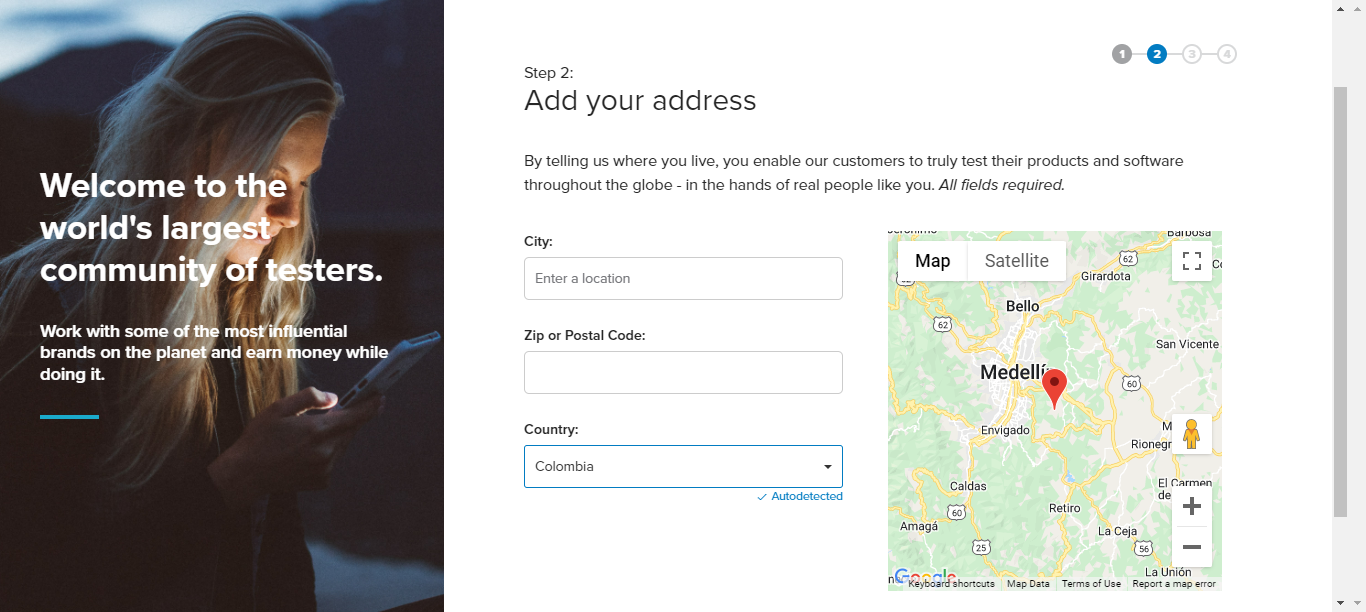 Welcome to the
world's largest
community of testers.
Work with some of the most influential
brands on the planet and earn money while
doing it.
1 2 3 4
Step 2:
Add your address
By telling us where you live, you enable our customers to truly test their products and software
throughout the globe - in the hands of real people like you. All fields required.
City:
Enter a location
Zip or Postal Code:
Country:
Colombia
Autodetected
Barbosa
Map
Satellite
62
Girardota
Bello
62
San Vicente
Medellí
60
Envigado
Rionegr
Caldas
El Carmen
de
60
Retiro
Amagá
La Ceja
25
56
La Unión
Google
Keyboard shortcuts
Map Data
Terms of Use
Report a map error